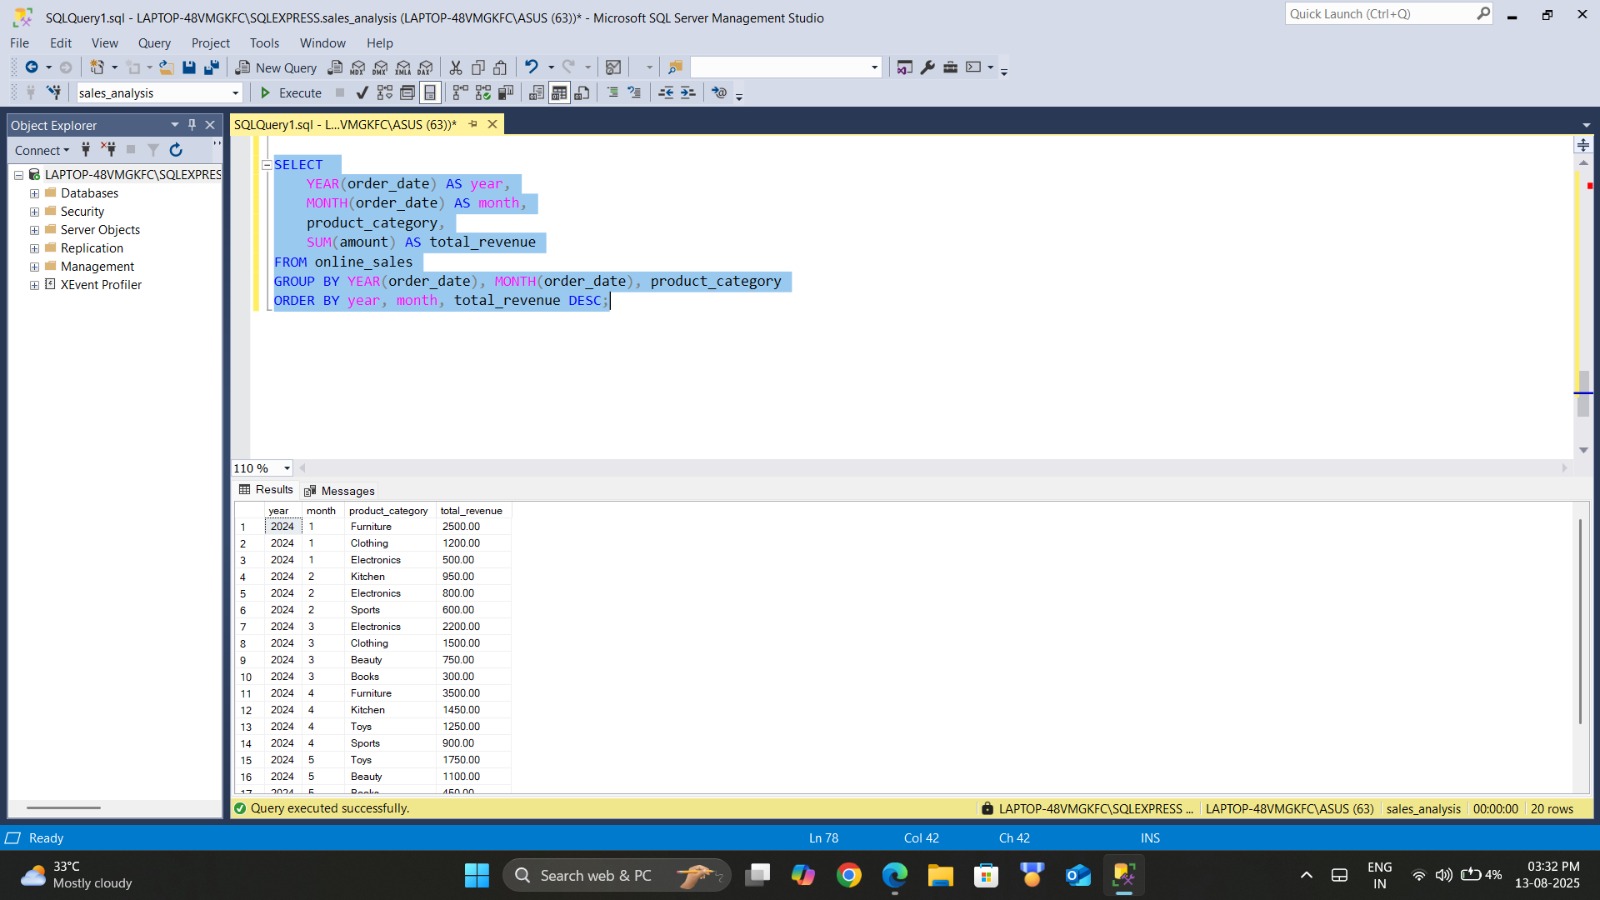 SQLQuery1.sql - LAPTOP-48VMGKFC\SQLEXPRESS.sales_analysis (LAPTOP-48VMGKFC\ASUS (63))* - Microsoft SQL Server Management Studio
Quick Launch (Ctrl+Q)
File Edit View Query Project Tools Window Help
New Query MDX DMX XMLA DAX
sales_analysis Execute
Object Explorer
Connect
LAPTOP-48VMGKFC\SQLEXPRES
Databases
Security
Server Objects
Replication
Management
XEvent Profiler
SQLQuery1.sql - L...VMGKFC\ASUS (63))*
SELECT
YEAR(order_date) AS year,
MONTH(order_date) AS month,
product_category,
SUM(amount) AS total_revenue
FROM online_sales
GROUP BY YEAR(order_date), MONTH(order_date), product_category
ORDER BY year, month, total_revenue DESC;
110 %
Results Messages
year month product_category total_revenue
1 2024 1 Furniture 2500.00
2 2024 1 Clothing 1200.00
3 2024 1 Electronics 500.00
4 2024 2 Kitchen 950.00
5 2024 2 Electronics 800.00
6 2024 2 Sports 600.00
7 2024 3 Electronics 2200.00
8 2024 3 Clothing 1500.00
9 2024 3 Beauty 750.00
10 2024 3 Books 300.00
11 2024 4 Furniture 3500.00
12 2024 4 Kitchen 1450.00
13 2024 4 Toys 1250.00
14 2024 4 Sports 900.00
15 2024 5 Toys 1750.00
16 2024 5 Beauty 1100.00
17 2024 5 Books 450.00
Query executed successfully. LAPTOP-48VMGKFC\SQLEXPRESS ... LAPTOP-48VMGKFC\ASUS (63) sales_analysis 00:00:00 20 rows
Ready Ln 78 Col 42 Ch 42 INS
33°C
Mostly cloudy
Search web & PC
ENG
IN
4%
03:32 PM
13-08-2025